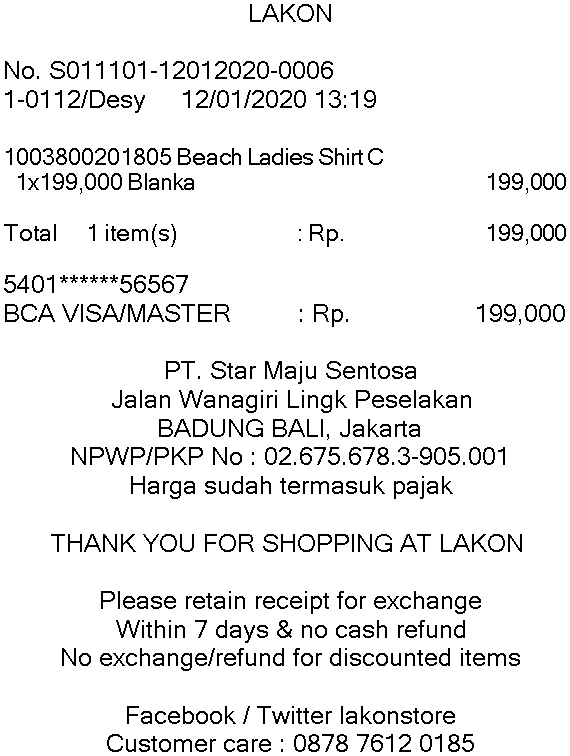 LAKON
No. S011101-12012020-0006
1-0112/Desy 12/01/2020 13:19
1003800201805 Beach Ladies Shirt C
1x199,000 Blanka 199,000
Total 1 item(s) : Rp. 199,000
5401******56567
BCA VISA/MASTER : Rp. 199,000
PT. Star Maju Sentosa
Jalan Wanagiri Lingk Peselakan
BADUNG BALI, Jakarta
NPWP/PKP No : 02.675.678.3-905.001
Harga sudah termasuk pajak
THANK YOU FOR SHOPPING AT LAKON
Please retain receipt for exchange
Within 7 days & no cash refund
No exchange/refund for discounted items
Facebook / Twitter lakonstore
Customer care : 0878 7612 0185